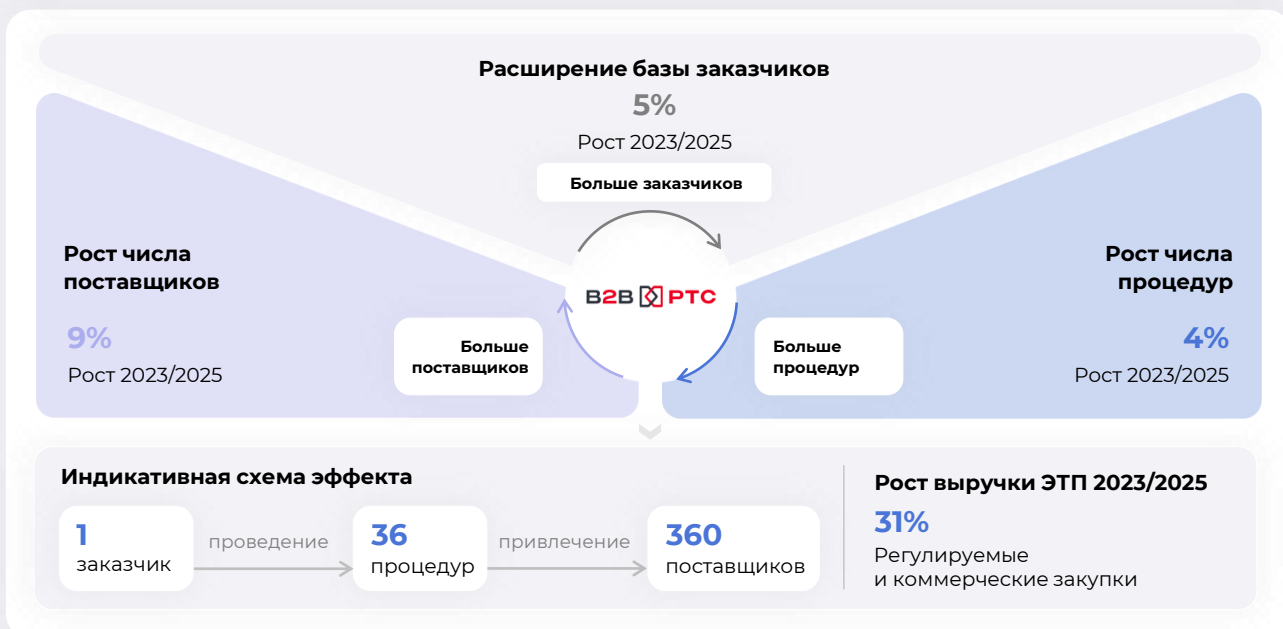 Расширение базы заказчиков
5%
Рост 2023/2025
Больше заказчиков
Рост числа
поставщиков
9%
Рост 2023/2025
Больше
поставщиков
B2B РТС
Больше
процедур
Рост числа
процедур
4%
Рост 2023/2025
Индикативная схема эффекта
1
заказчик
проведение
36
процедур
привлечение
360
поставщиков
Рост выручки ЭТП 2023/2025
31%
Регулируемые
и коммерческие закупки